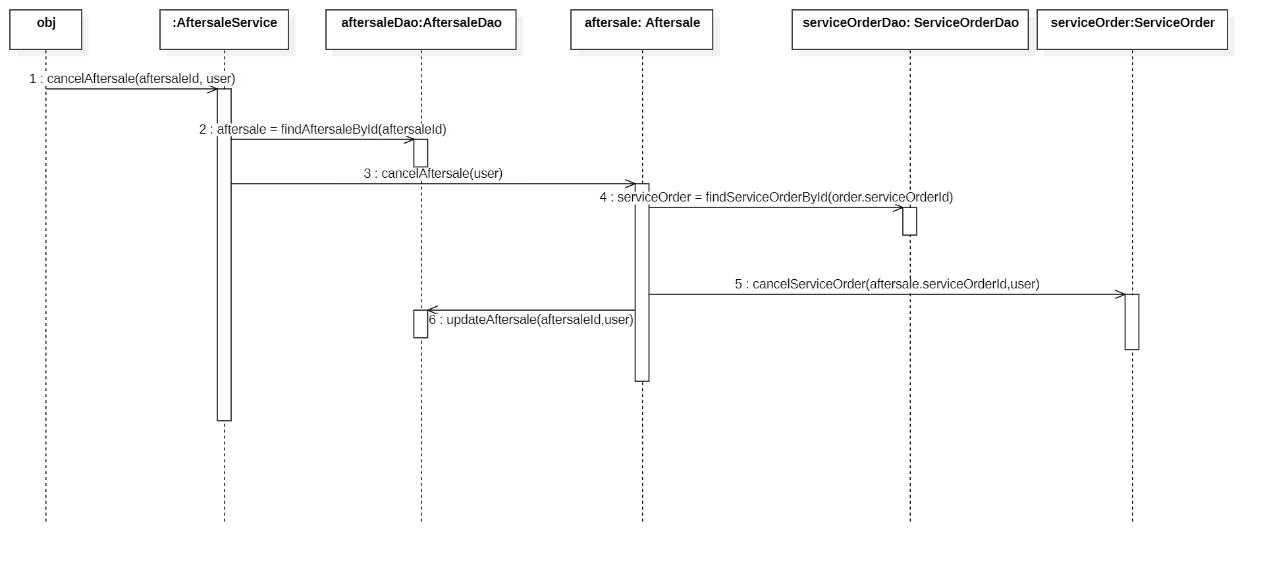 obj
:AftersaleService
aftersaleDao:AftersaleDao
aftersale: Aftersale
serviceOrderDao: ServiceOrderDao
serviceOrder:ServiceOrder
1 : cancelAftersale(aftersaleId, user)
2 : aftersale = findAftersaleById(aftersaleId)
3 : cancelAftersale(user)
4 : serviceOrder = findServiceOrderById(order.serviceOrderId)
5 : cancelServiceOrder(aftersale.serviceOrderId,user)
6 : updateAftersale(aftersaleId,user)